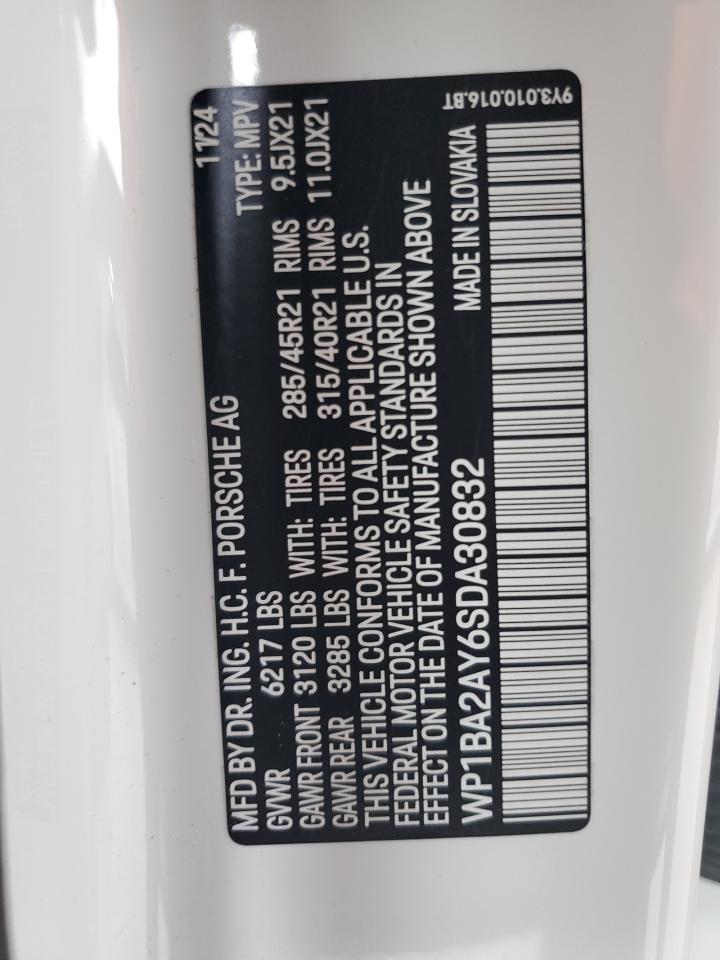 MFD BY DR. ING. H.C. F. PORSCHE AG 11/24
GVWR 6217 LBS TYPE: MPV
GAWR FRONT 3120 LBS WITH: TIRES 285/45R21 RIMS 9.5JX21
GAWR REAR 3285 LBS WITH: TIRES 315/40R21 RIMS 11.0JX21
THIS VEHICLE CONFORMS TO ALL APPLICABLE U.S.
FEDERAL MOTOR VEHICLE SAFETY STANDARDS IN
EFFECT ON THE DATE OF MANUFACTURE SHOWN ABOVE
WP1BA2AY6SDA30832 MADE IN SLOVAKIA
9Y3.010.016.BT